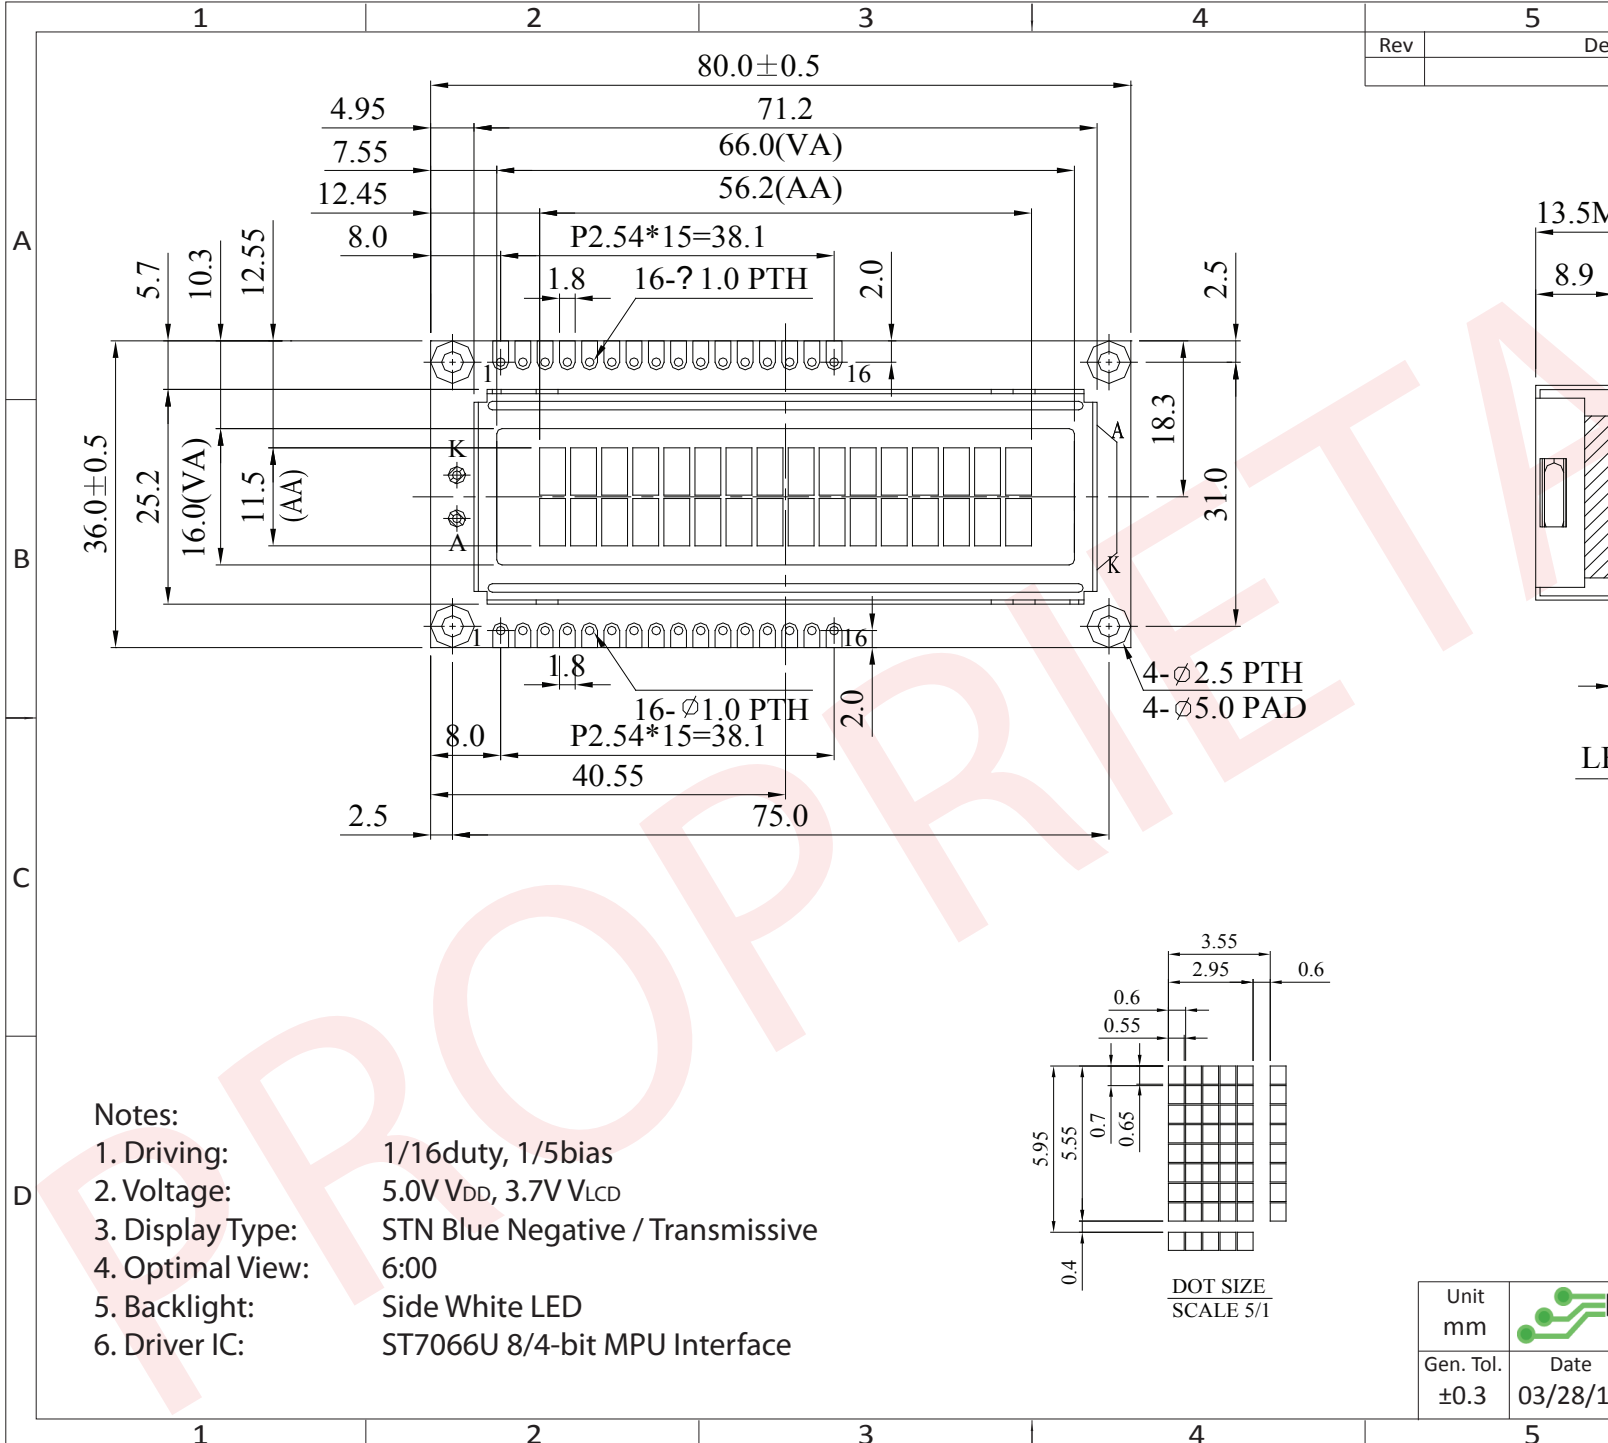 1 2 3 4 5
Rev De
80.0±0.5
4.95 71.2
7.55 66.0(VA)
12.45 56.2(AA)
8.0 P2.54*15=38.1
1.8 16-? 1.0 PTH
2.0
2.5
13.5M
8.9
A
5.7
10.3
12.55
1 16
18.3
31.0
36.0±0.5
25.2
16.0(VA)
11.5
(AA)
K
A
A
K
B
1 16
1.8
16-∅1.0 PTH
2.0
4-∅2.5 PTH
4-∅5.0 PAD
8.0 P2.54*15=38.1
40.55
2.5 75.0
C
3.55
2.95 0.6
0.6
0.55
5.95
5.55
0.7
0.65
0.4
DOT SIZE
SCALE 5/1
D
Notes:
1. Driving: 1/16duty, 1/5bias
2. Voltage: 5.0V VDD, 3.7V VLCD
3. Display Type: STN Blue Negative / Transmissive
4. Optimal View: 6:00
5. Backlight: Side White LED
6. Driver IC: ST7066U 8/4-bit MPU Interface
Unit
mm
Gen. Tol. Date
±0.3 03/28/1
1 2 3 4 5
PROPRIETA